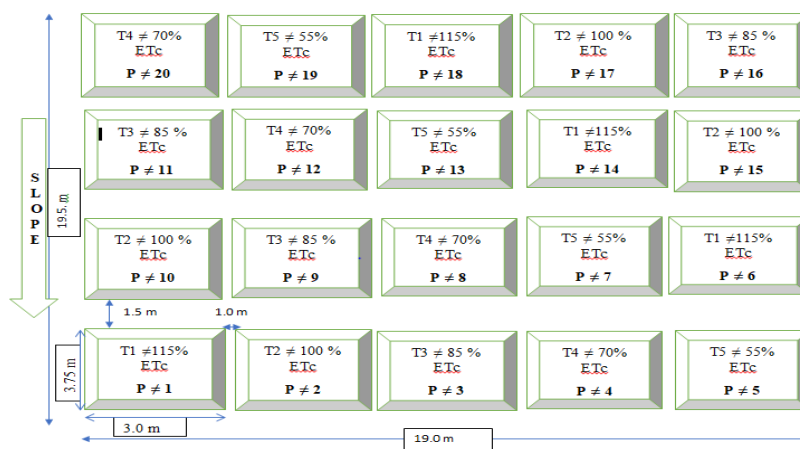 T4 ≠ 70%
ETc
P ≠ 20
T5 ≠ 55%
ETc
P ≠ 19
T1 ≠115%
ETc
P ≠ 18
T2 ≠ 100 %
ETc
P ≠ 17
T3 ≠ 85 %
ETc
P ≠ 16
T3 ≠ 85 %
ETc
P ≠ 11
T4 ≠ 70%
ETc
P ≠ 12
T5 ≠ 55%
ETc
P ≠ 13
T1 ≠115%
ETc
P ≠ 14
T2 ≠ 100 %
ETc
P ≠ 15
SLOPE
19.5. m
T2 ≠ 100 %
ETc
P ≠ 10
T3 ≠ 85 %
ETc
P ≠ 9
T4 ≠ 70%
ETc
P ≠ 8
T5 ≠ 55%
ETc
P ≠ 7
T1 ≠115%
ETc
P ≠ 6
1.5 m
1.0 m
T1 ≠115%
ETc
P ≠ 1
T2 ≠ 100 %
ETc
P ≠ 2
T3 ≠ 85 %
ETc
P ≠ 3
T4 ≠ 70%
ETc
P ≠ 4
T5 ≠ 55%
ETc
P ≠ 5
3.75 m
3.0 m
19.0 m